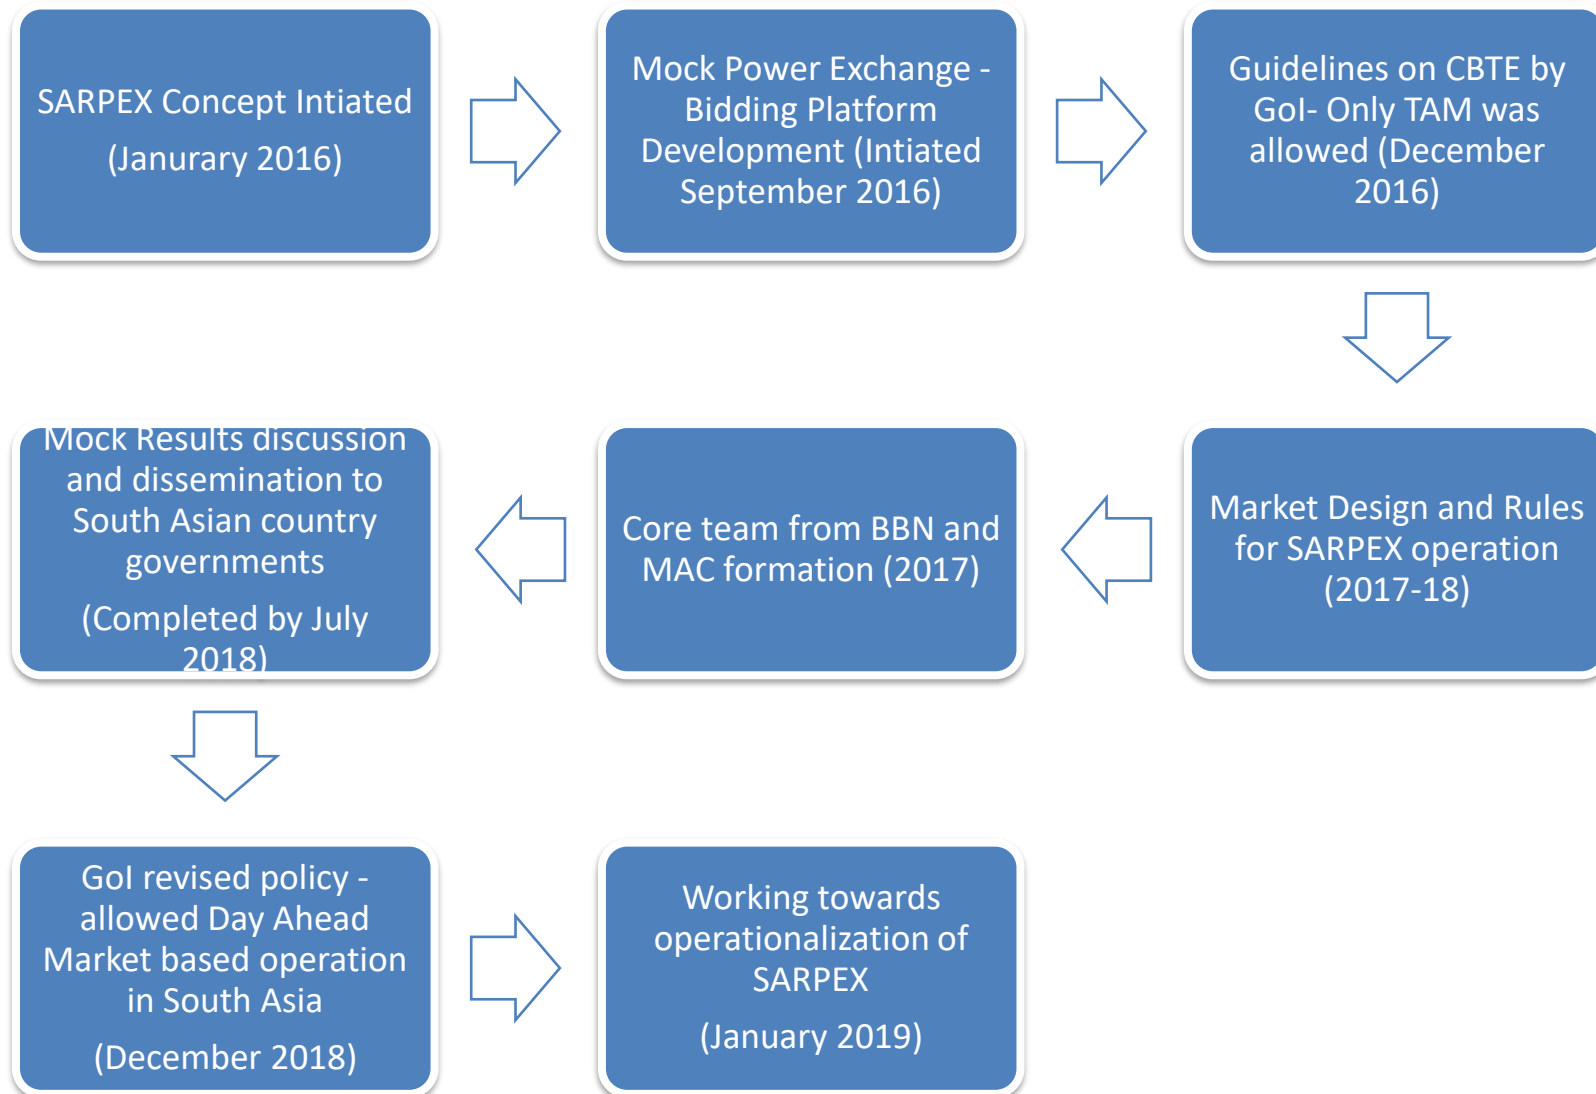 SARPEX Concept Intiated
(Janurary 2016)
Mock Power Exchange -
Bidding Platform
Development (Intiated
September 2016)
Guidelines on CBTE by
GoI- Only TAM was
allowed (December
2016)
Market Design and Rules
for SARPEX operation
(2017-18)
Core team from BBN and
MAC formation (2017)
Mock Results discussion
and dissemination to
South Asian country
governments
(Completed by July
2018)
GoI revised policy -
allowed Day Ahead
Market based operation
in South Asia
(December 2018)
Working towards
operationalization of
SARPEX
(January 2019)